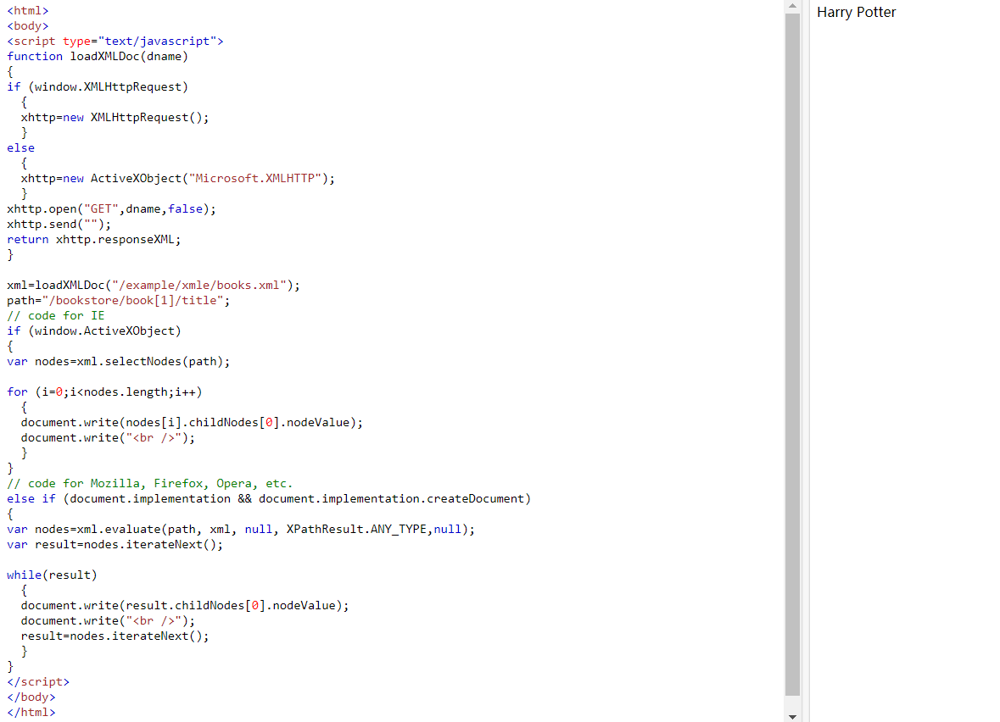 <html>
<body>
<script type="text/javascript">
function loadXMLDoc(dname)
{
if (window.XMLHttpRequest)
  {
  xhttp=new XMLHttpRequest();
  }
else
  {
  xhttp=new ActiveXObject("Microsoft.XMLHTTP");
  }
xhttp.open("GET",dname,false);
xhttp.send("");
return xhttp.responseXML;
}

xml=loadXMLDoc("/example/xmle/books.xml");
path="/bookstore/book[1]/title";
// code for IE
if (window.ActiveXObject)
{
var nodes=xml.selectNodes(path);

for (i=0;i<nodes.length;i++)
  {
  document.write(nodes[i].childNodes[0].nodeValue);
  document.write("<br />");
  }
}
// code for Mozilla, Firefox, Opera, etc.
else if (document.implementation && document.implementation.createDocument)
{
var nodes=xml.evaluate(path, xml, null, XPathResult.ANY_TYPE,null);
var result=nodes.iterateNext();

while(result)
  {
  document.write(result.childNodes[0].nodeValue);
  document.write("<br />");
  result=nodes.iterateNext();
  }
}
</script>
</body>
</html>
Harry Potter